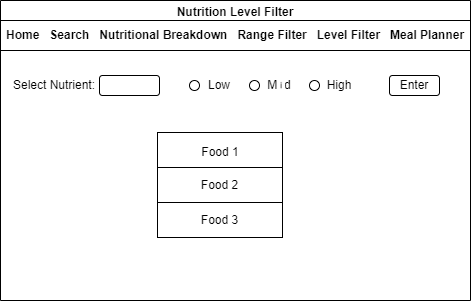 Nutrition Level Filter
Home Search Nutritional Breakdown Range Filter Level Filter Meal Planner
Select Nutrient: Low Mid High Enter
Food 1
Food 2
Food 3